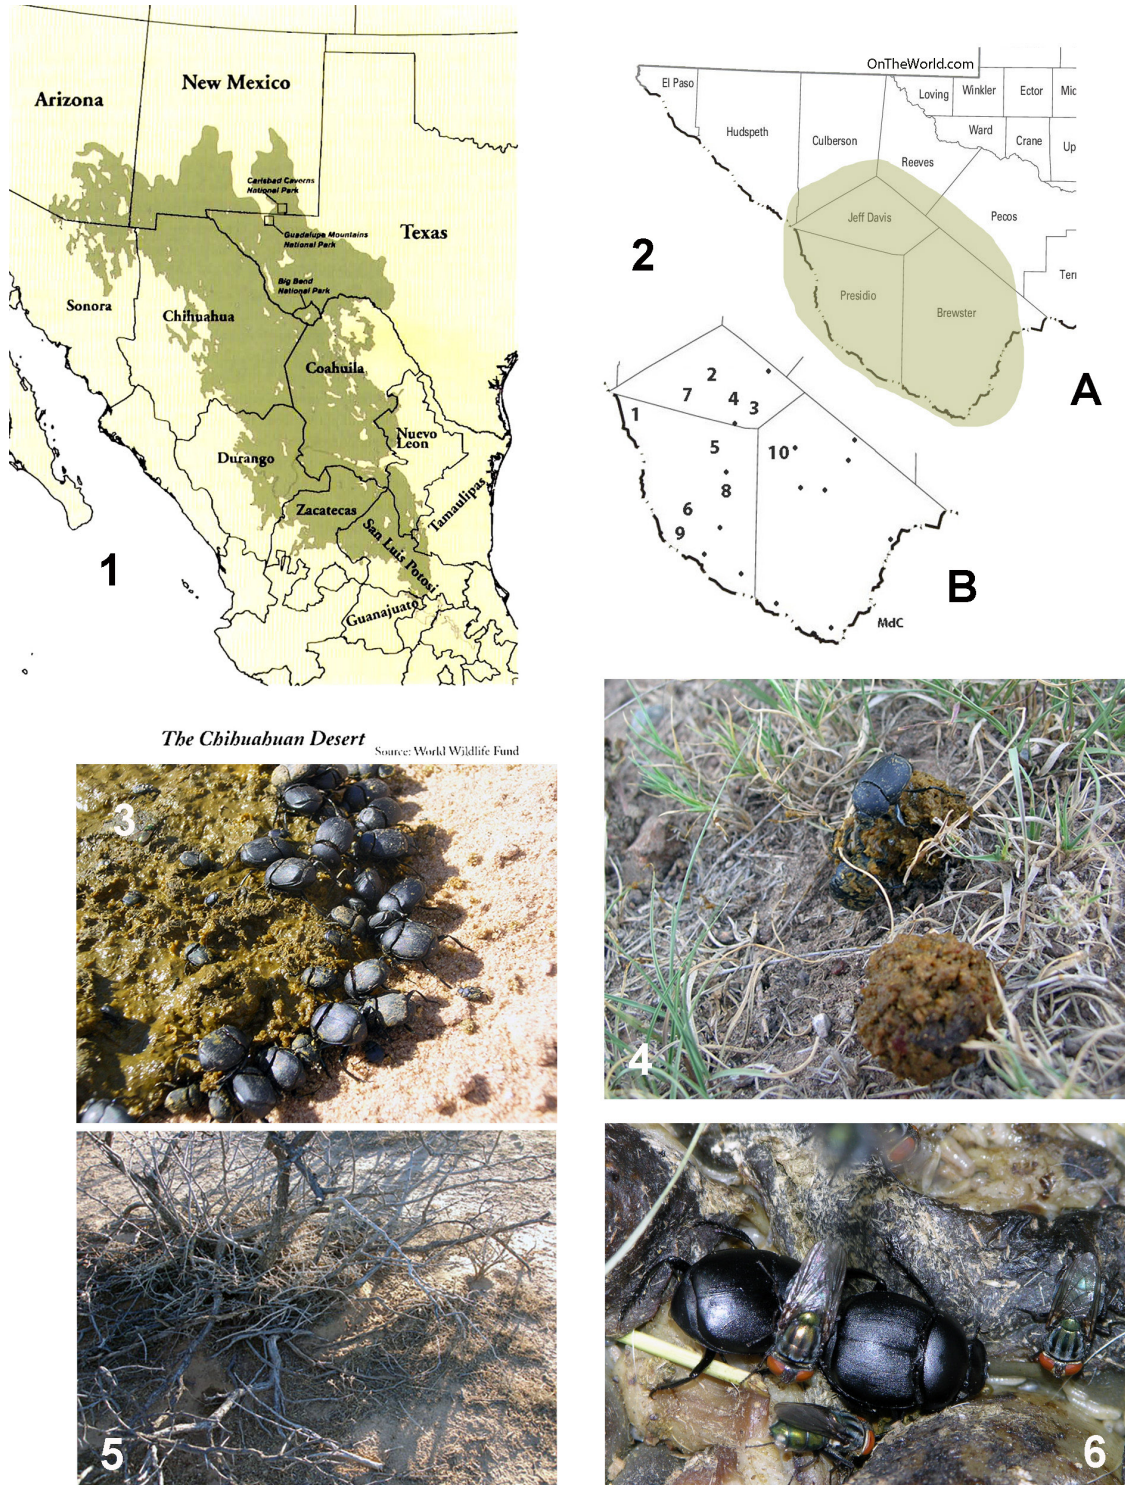 New Mexico
Arizona
Carlsbad Caverns
National Park
Texas
Guadalupe Mountains
National Park
Big Bend
National Park
Sonora
Chihuahua
Coahuila
Nuevo
Leon
Durango
Tamaulipas
Zacatecas
San Luis Potosi
Guanajuato
1
The Chihuahuan Desert
Source: World Wildlife Fund
OnTheWorld.com
El Paso
Loving
Winkler
Ector
Mic
Hudspeth
Culberson
Ward
Crane
Up
Reeves
Jeff Davis
Pecos
2
Terr
Presidio
Brewster
A
2
7
4
3
1
5
10
8
6
9
B
MdC
3
4
5
6